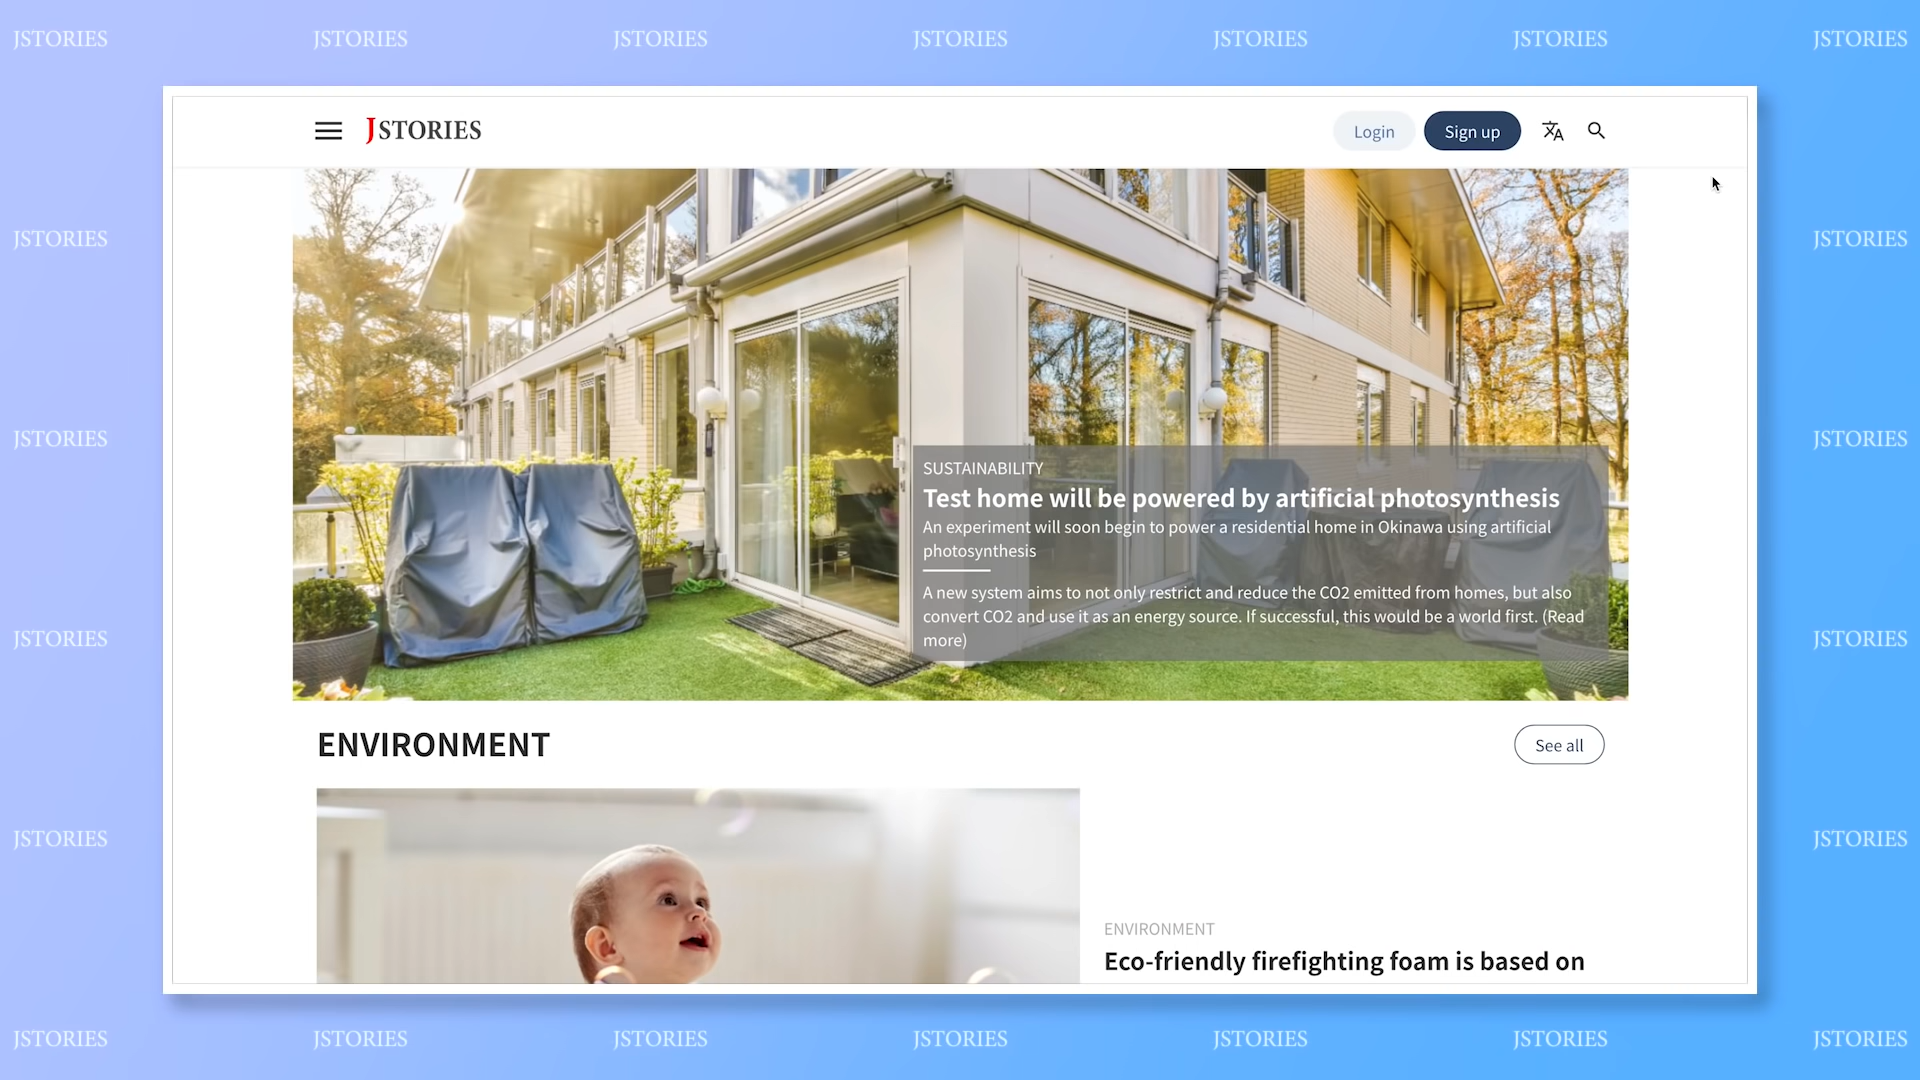 JSTORIES JSTORIES JSTORIES JSTORIES JSTORIES JSTORIES JSTORIES
JSTORIES Login Sign up
JSTORIES JSTORIES
JSTORIES JSTORIES
SUSTAINABILITY
Test home will be powered by artificial photosynthesis
An experiment will soon begin to power a residential home in Okinawa using artificial
photosynthesis
A new system aims to not only restrict and reduce the CO2 emitted from homes, but also
convert CO2 and use it as an energy source. If successful, this would be a world first. (Read
more)
JSTORIES JSTORIES
ENVIRONMENT See all
JSTORIES JSTORIES
ENVIRONMENT
Eco-friendly firefighting foam is based on
JSTORIES JSTORIES JSTORIES JSTORIES JSTORIES JSTORIES JSTORIES